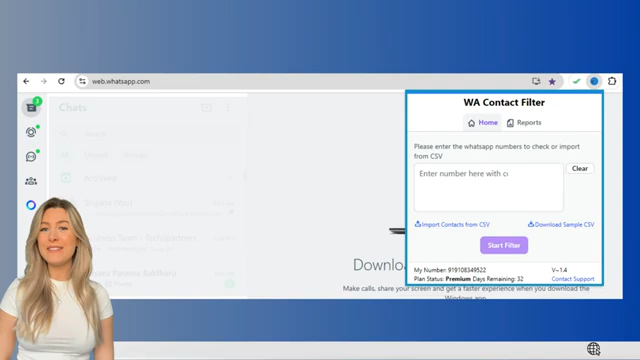 web.whatsapp.com
WA Contact Filter
Home
Reports
Please enter the whatsapp numbers to check or import
from CSV
Enter number here with c
Clear
Import Contacts from CSV
Download Sample CSV
Start Filter
My Number: 919108349522
V-1.4
Plan Status: Premium Days Remaining: 32
Contact Support
3
Chats
Archived
Downlo
Make calls, share your screen and get a faster experience when you download the
Windows app